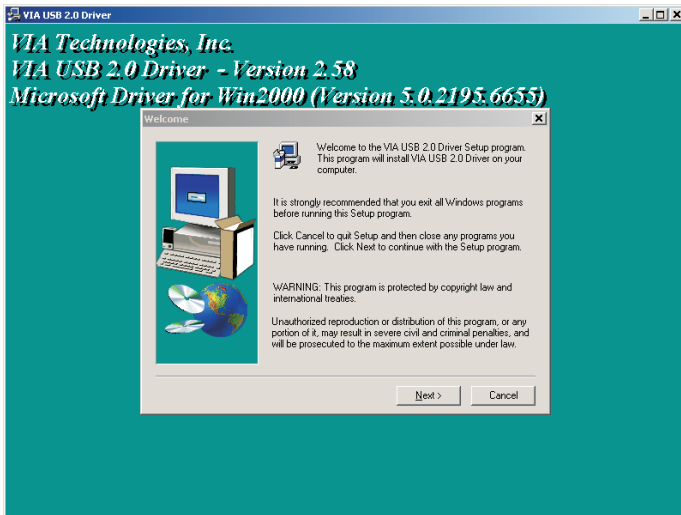 VIA USB 2.0 Driver
VIA Technologies, Inc.
VIA USB 2.0 Driver - Version 2.58
Microsoft Driver for Win2000 (Version 5.0.2195.6655)
Welcome
Welcome to the VIA USB 2.0 Driver Setup program.
This program will install VIA USB 2.0 Driver on your
computer.
It is strongly recommended that you exit all Windows programs
before running this Setup program.
Click Cancel to quit Setup and then close any programs you
have running. Click Next to continue with the Setup program.
WARNING: This program is protected by copyright law and
international treaties.
Unauthorized reproduction or distribution of this program, or any
portion of it, may result in severe civil and criminal penalties, and
will be prosecuted to the maximum extent possible under law.
Next >
Cancel